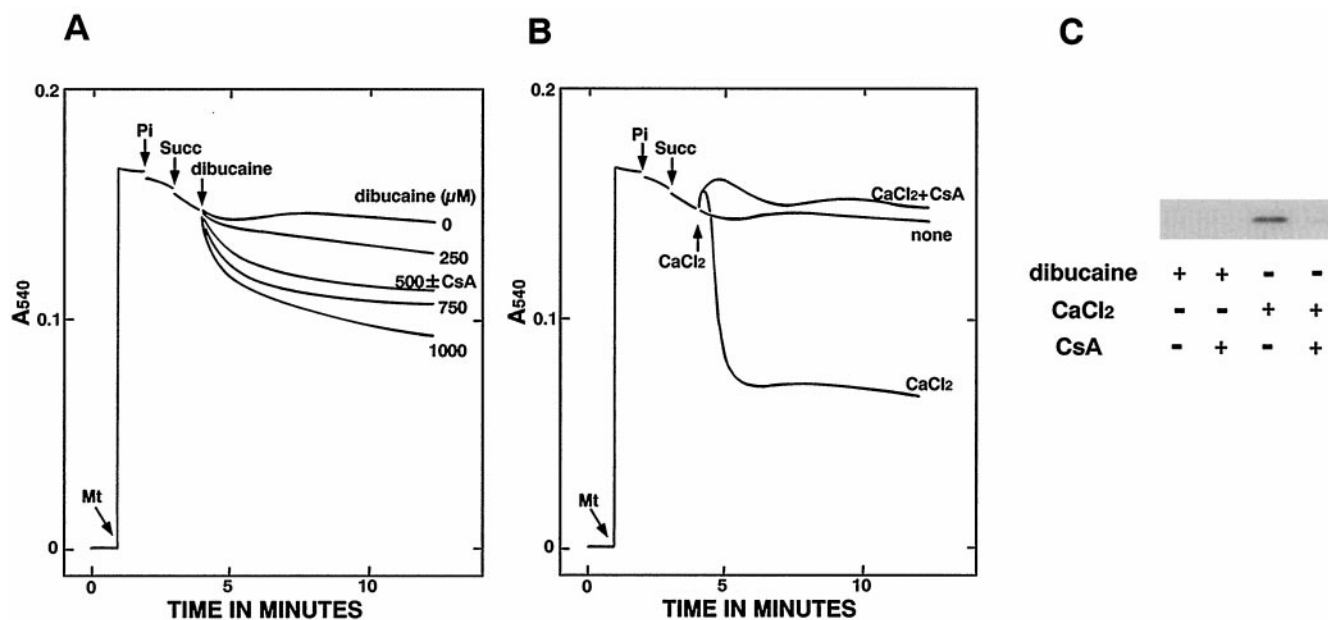 A
B
C
0.2
Pi
Succ
dibucaine
dibucaine (µM)
0
250
500±CsA
750
1000
0.1
A540
Mt
0
0
5
10
TIME IN MINUTES
0.2
Pi
Succ
CaCl2+CsA
none
CaCl2
0.1
A540
CaCl2
Mt
0
0
5
10
TIME IN MINUTES
dibucaine + + - -
CaCl2 - - + +
CsA - + - +